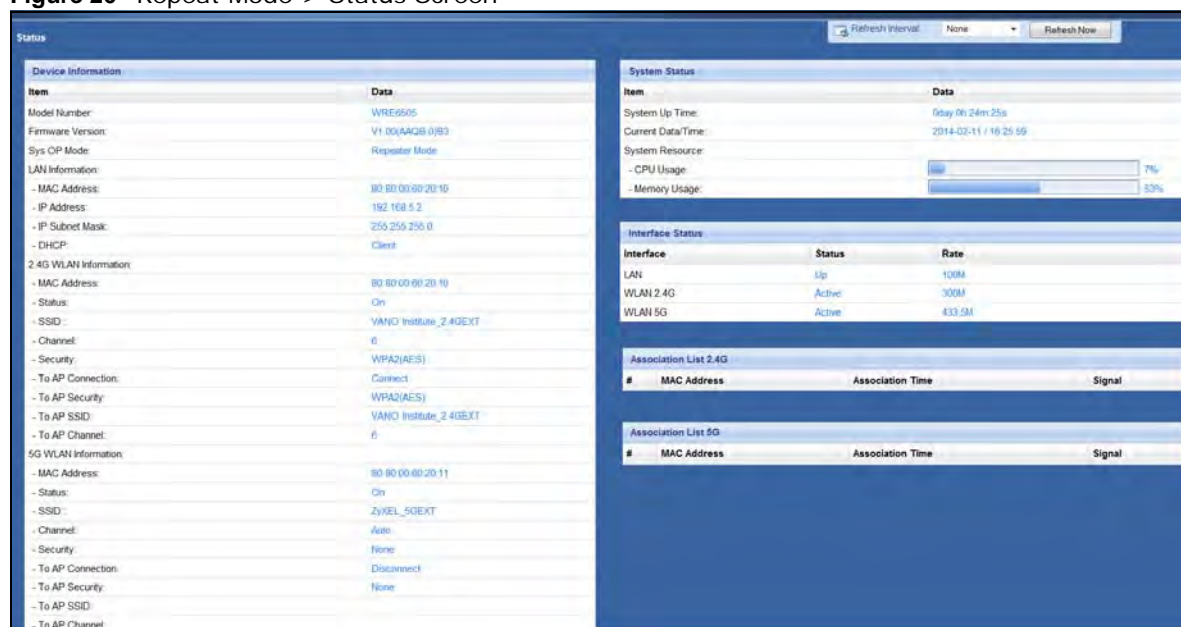 Figure 20 Repeat Mode > Status Screen
Status
Refresh Interval None Refresh Now
Device Information
Item Data
Model Number: WRE6505
Firmware Version: V1.00(AAQB.0)B3
Sys OP Mode: Repeater Mode
LAN Information:
- MAC Address: 80:80:00:60:20:10
- IP Address: 192.168.5.2
- IP Subnet Mask: 255.255.255.0
- DHCP: Client
2.4G WLAN Information:
- MAC Address: 80:80:00:60:20:10
- Status: On
- SSID : VANO Institute_2.4GEXT
- Channel: 6
- Security: WPA2(AES)
- To AP Connection: Connect
- To AP Security: WPA2(AES)
- To AP SSID: VANO Institute_2.4GEXT
- To AP Channel: 6
5G WLAN Information:
- MAC Address: 80:80:00:60:20:11
- Status: On
- SSID : ZyXEL_5GEXT
- Channel: Auto
- Security: None
- To AP Connection: Disconnect
- To AP Security: None
- To AP SSID:
- To AP Channel:
System Status
Item Data
System Up Time: 0day 0h 24m 25s
Current Data/Time: 2014-02-11 / 16:25:59
System Resource:
- CPU Usage: 7%
- Memory Usage: 53%
Interface Status
Interface Status Rate
LAN Up 100M
WLAN 2.4G Active 300M
WLAN 5G Active 433.5M
Association List 2.4G
# MAC Address Association Time Signal
Association List 5G
# MAC Address Association Time Signal